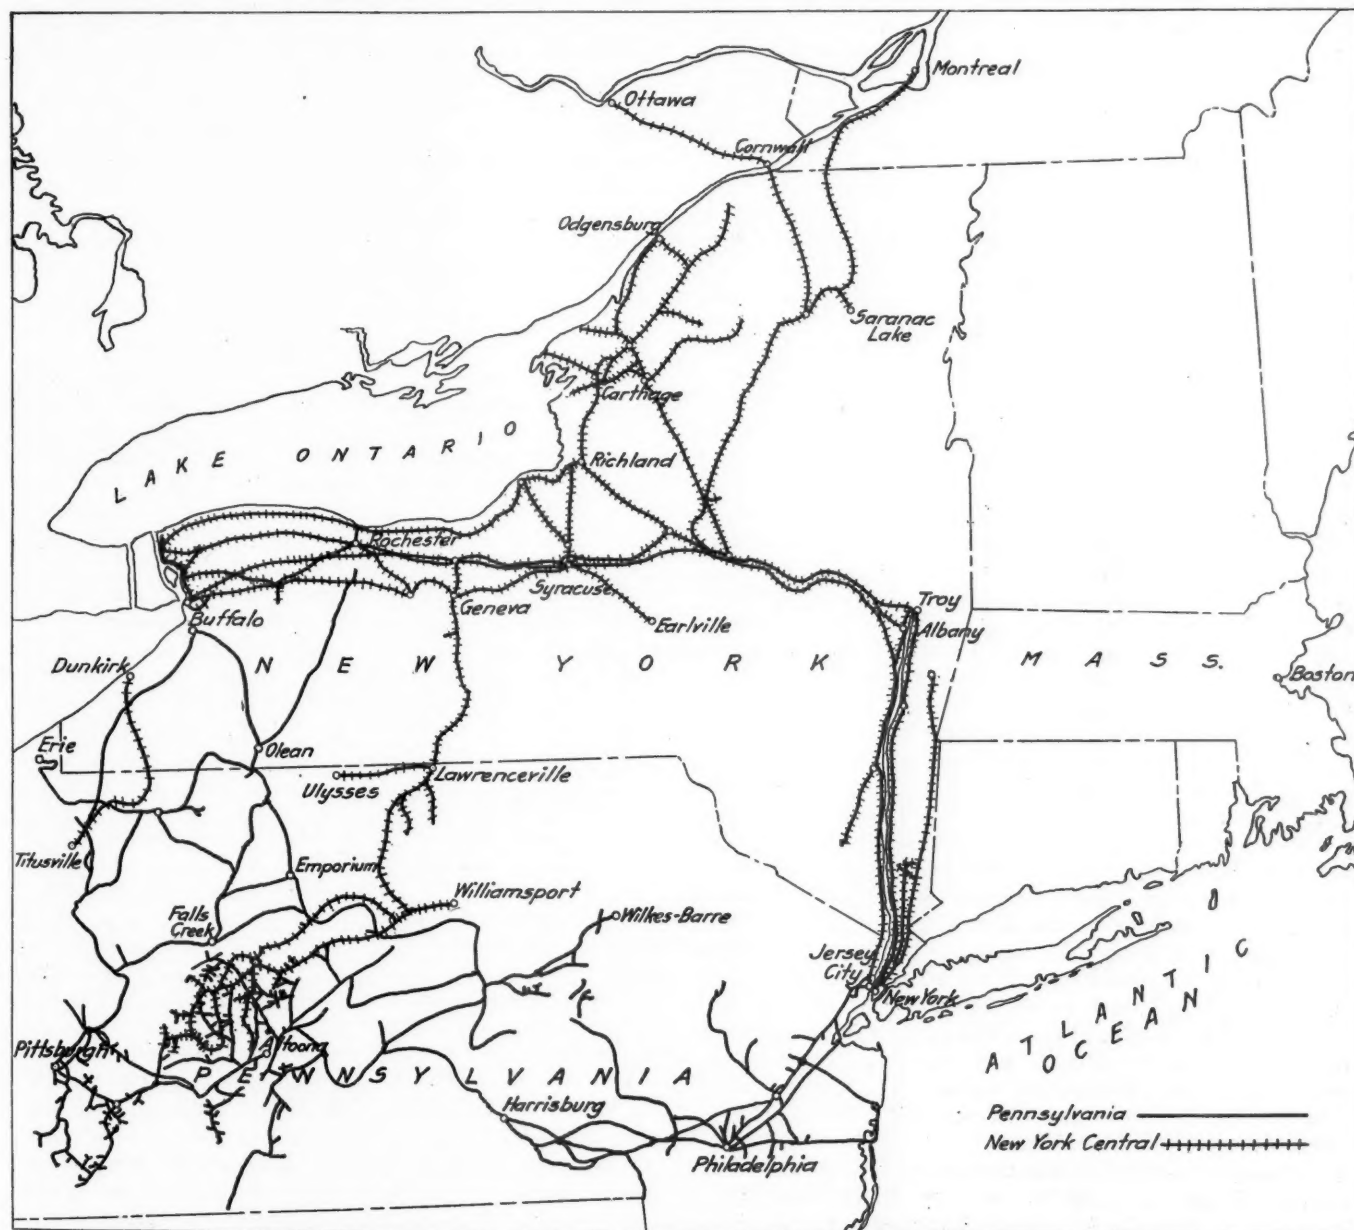 Montreal
Ottawa
Cornwall
Odgensburg
Saranac
Lake
Carthage
LAKE ONTARIO
Richland
Rochester
Syracuse
Geneva
Troy
Albany
Buffalo
Earlville
Dunkirk
NEW YORK
MASS.
Boston
Erie
Olean
Ulysses
Lawrenceville
Titusville
Emporium
Williamsport
Falls
Creek
Wilkes-Barre
Jersey
City
New York
ATLANTIC
OCEAN
Pittsburgh
Altoona
PENNSYLVANIA
Harrisburg
Philadelphia
Pennsylvania
New York Central